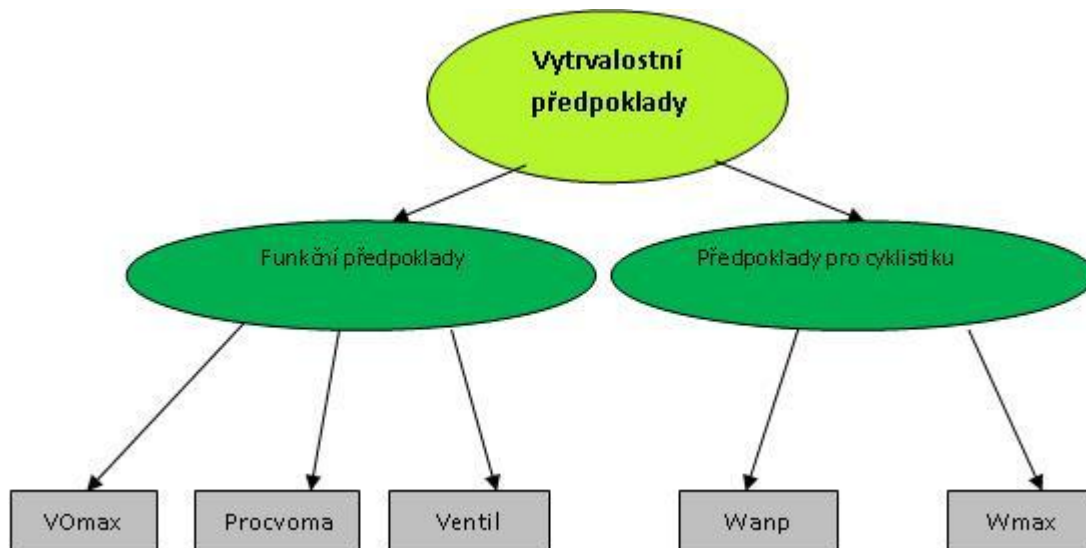 Vytrvalostní
předpoklady
Funkční předpoklady
Předpoklady pro cyklistiku
VOmax
Procvoma
Ventil
Wanp
Wmax